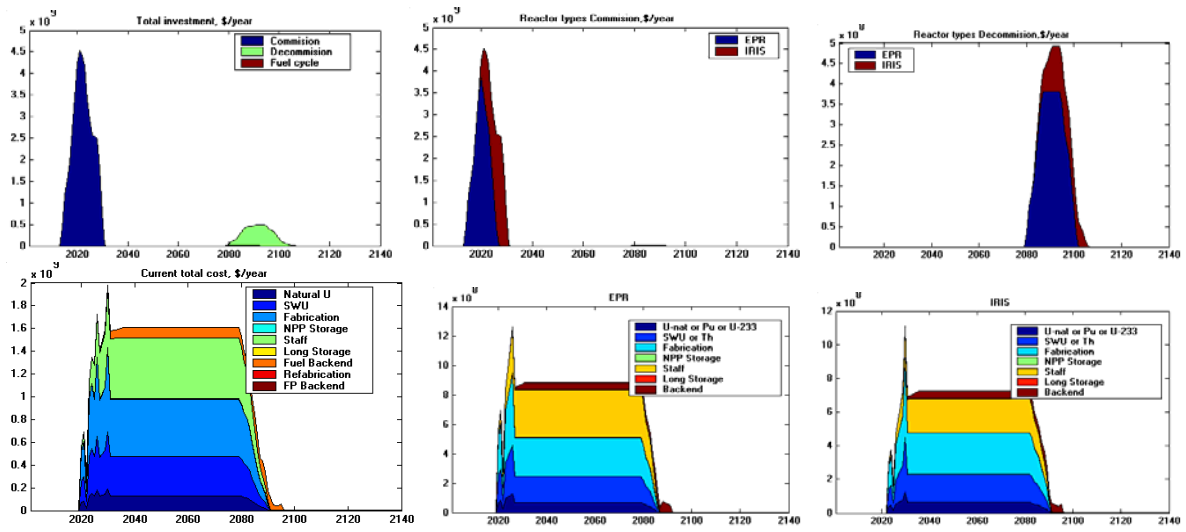 Total investment, $/year
x 10
5
4.5
4
3.5
3
2.5
2
1.5
1
0.5
0
2020 2040 2060 2080 2100 2120 2140
Commision
Decommision
Fuel cycle
Reactor types Commision,$/year
x 10
5
4.5
4
3.5
3
2.5
2
1.5
1
0.5
0
2020 2040 2060 2080 2100 2120 2140
EPR
IRIS
Reactor types Decommision,$/year
x 10
5
4.5
4
3.5
3
2.5
2
1.5
1
0.5
0
2020 2040 2060 2080 2100 2120 2140
EPR
IRIS
Current total cost, $/year
x 10
2
1.8
1.6
1.4
1.2
1
0.8
0.6
0.4
0.2
0
2020 2040 2060 2080 2100 2120 2140
Natural U
SWU
Fabrication
NPP Storage
Staff
Long Storage
Fuel Backend
Refabrication
FP Backend
EPR
x 10
14
12
10
8
6
4
2
0
2020 2040 2060 2080 2100 2120 2140
U-nat or Pu or U-233
SWU or Th
Fabrication
NPP Storage
Staff
Long Storage
Backend
IRIS
x 10
12
10
8
6
4
2
0
2020 2040 2060 2080 2100 2120 2140
U-nat or Pu or U-233
SWU or Th
Fabrication
NPP Storage
Staff
Long Storage
Backend